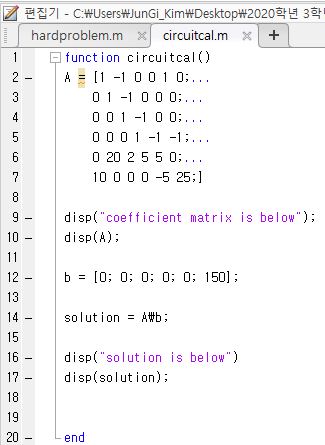 편집기 - C:₩Users₩JunGi_Kim₩Desktop₩2020학년 3학
hardproblem.m × circuitcal.m × +
1 function circuitcal()
2 - A = [1 -1 0 0 1 0;...
3 0 1 -1 0 0 0;...
4 0 0 1 -1 0 0;...
5 0 0 0 1 -1 -1;...
6 0 20 2 5 5 0;...
7 10 0 0 0 -5 25;]
8
9 - disp("coefficient matrix is below");
10 - disp(A);
11
12 - b = [0; 0; 0; 0; 0; 150];
13
14 - solution = A₩b;
15
16 - disp("solution is below")
17 - disp(solution);
18
19
20 - end